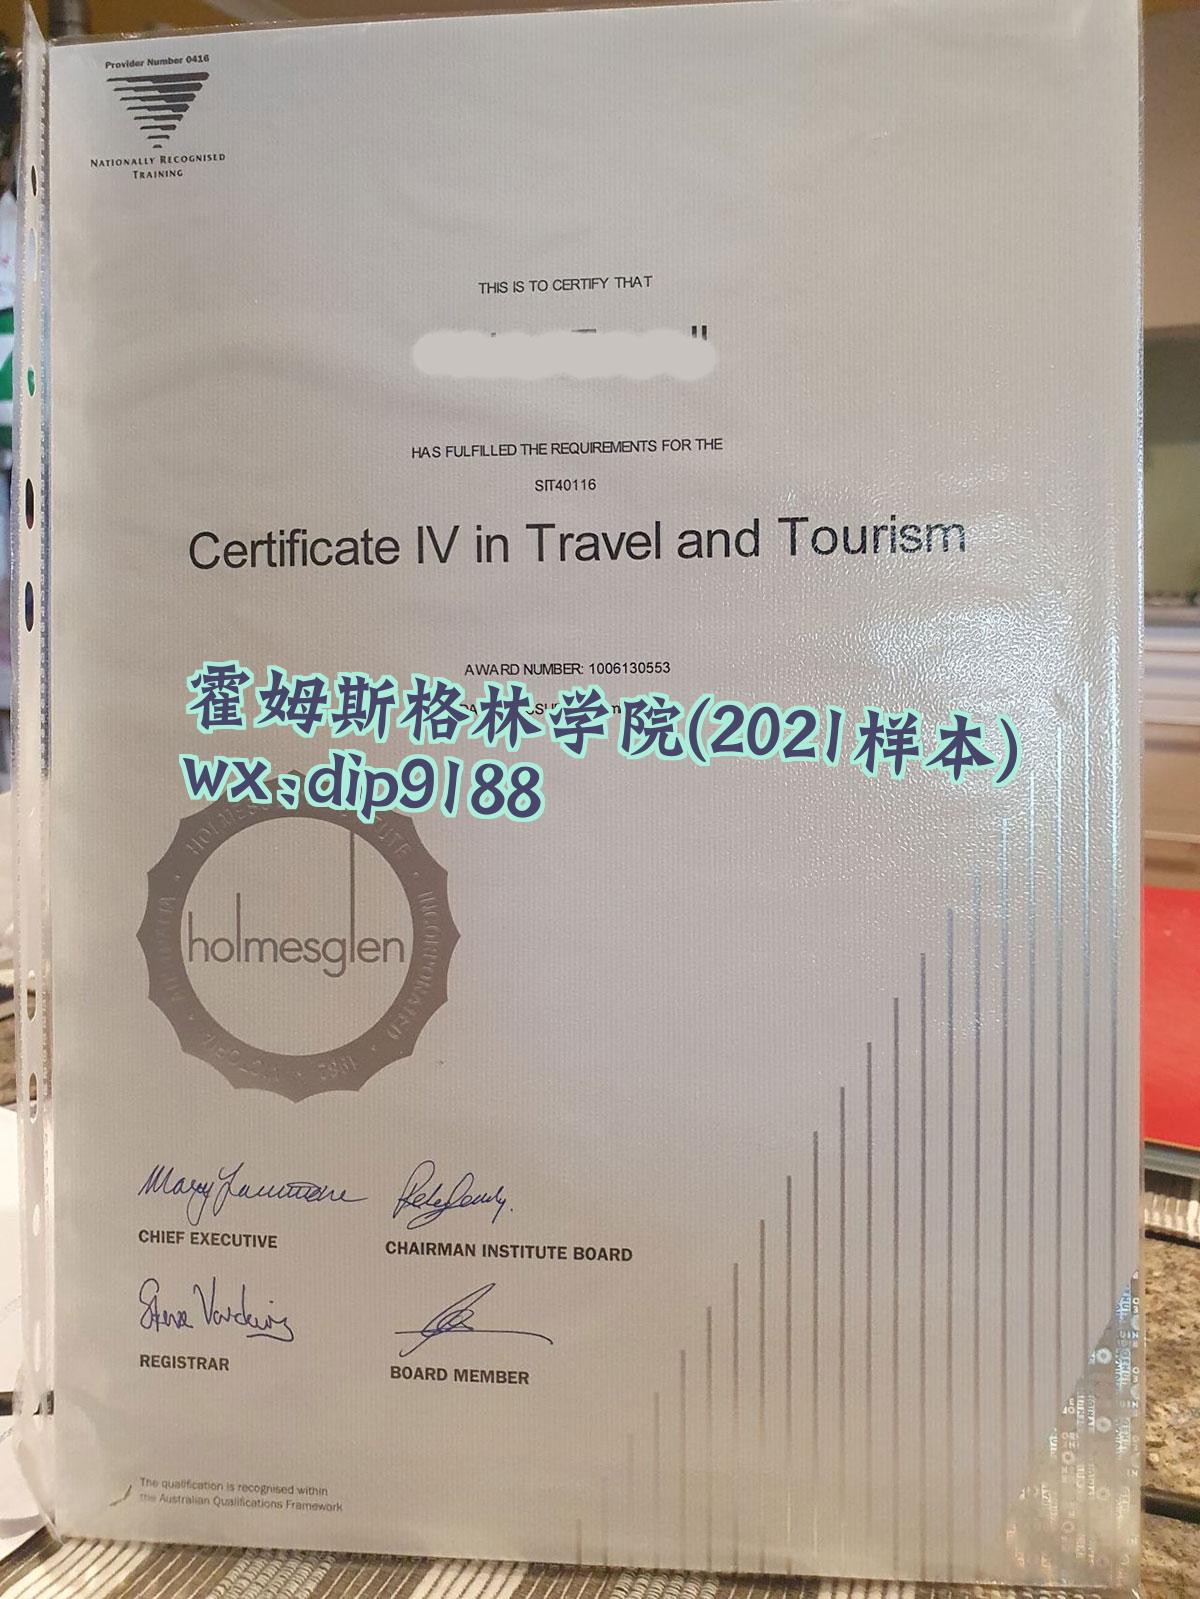 Provider Number 0416
NATIONALLY RECOGNISED
TRAINING
THIS IS TO CERTIFY THAT
HAS FULFILLED THE REQUIREMENTS FOR THE
SIT40116
Certificate IV in Travel and Tourism
AWARD NUMBER: 1006130553
霍姆斯格林学院(2021样本)
wx:dip9188
INCORPORATED
1982
VICTORIA
holmesglen
CHIEF EXECUTIVE
CHAIRMAN INSTITUTE BOARD
REGISTRAR
BOARD MEMBER
The qualification is recognised within
the Australian Qualifications Framework